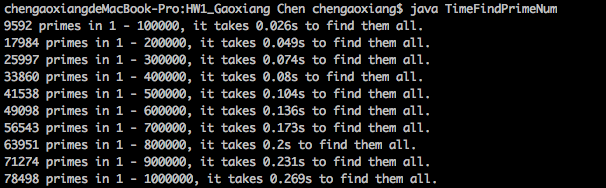 chengaoxiangdeMacBook-Pro:HW1_Gaoxiang Chen chengaoxiang$ java TimeFindPrimeNum
9592 primes in 1 - 100000, it takes 0.026s to find them all.
17984 primes in 1 - 200000, it takes 0.049s to find them all.
25997 primes in 1 - 300000, it takes 0.074s to find them all.
33860 primes in 1 - 400000, it takes 0.08s to find them all.
41538 primes in 1 - 500000, it takes 0.104s to find them all.
49098 primes in 1 - 600000, it takes 0.136s to find them all.
56543 primes in 1 - 700000, it takes 0.173s to find them all.
63951 primes in 1 - 800000, it takes 0.2s to find them all.
71274 primes in 1 - 900000, it takes 0.231s to find them all.
78498 primes in 1 - 1000000, it takes 0.269s to find them all.